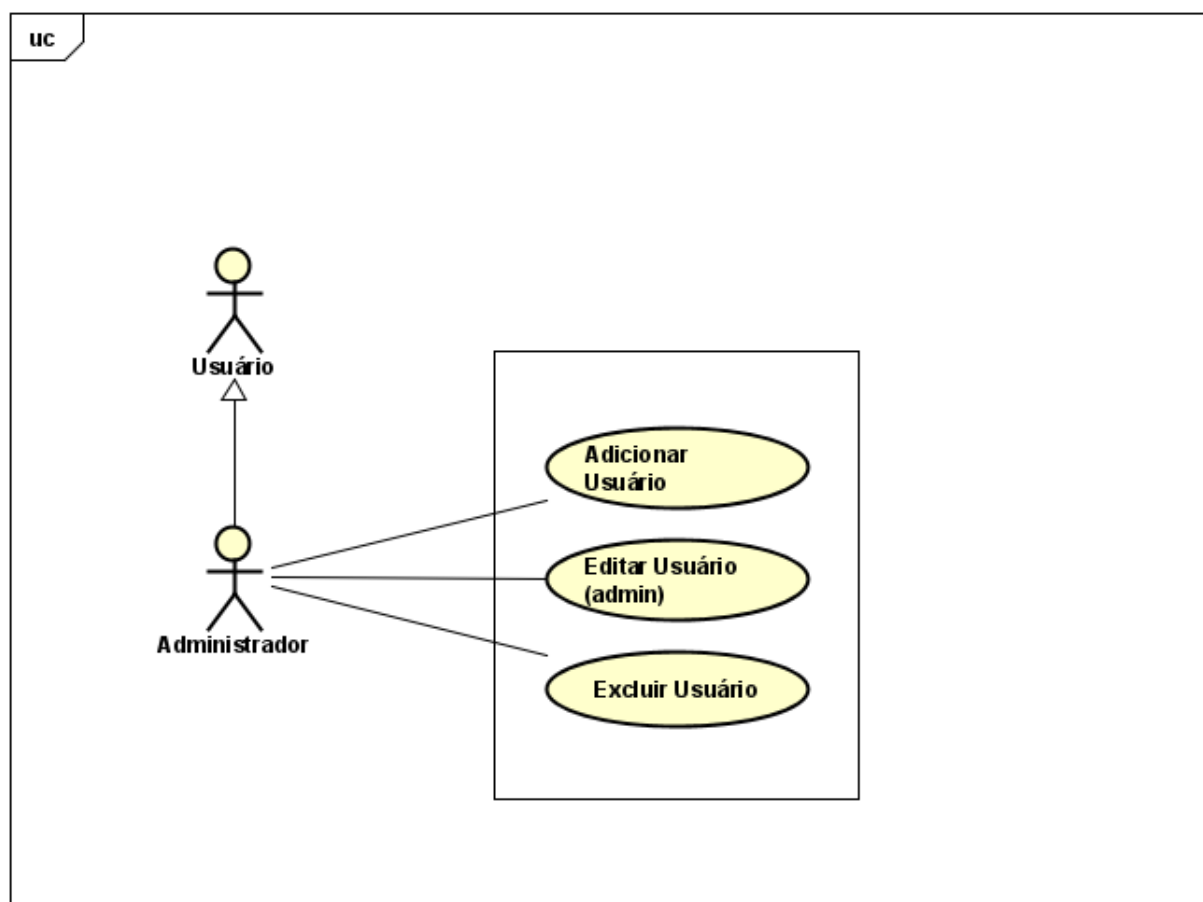 uc
Usuário
Adicionar
Usuário
Editar Usuário
(admin)
Administrador
Excluir Usuário